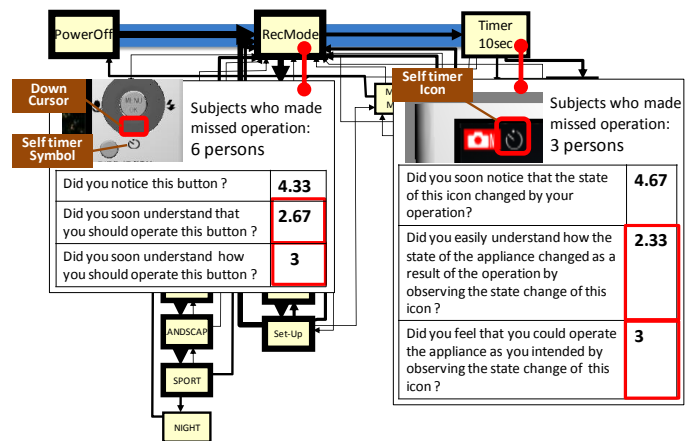 PowerOff
RecMode
Timer
10sec
Down
Cursor
Self timer
Symbol
MENU
OK
Subjects who made
missed operation:
6 persons
Did you notice this button ?
4.33
Did you soon understand that
you should operate this button ?
2.67
Did you soon understand how
you should operate this button ?
3
Self timer
Icon
Subjects who made
missed operation:
3 persons
Did you soon notice that the state
of this icon changed by your
operation?
4.67
Did you easily understand how the
state of the appliance changed as a
result of the operation by
observing the state change of this
icon ?
2.33
Did you feel that you could operate
the appliance as you intended by
observing the state change of this
icon ?
3
ANDSCAP
Set-Up
SPORT
NIGHT